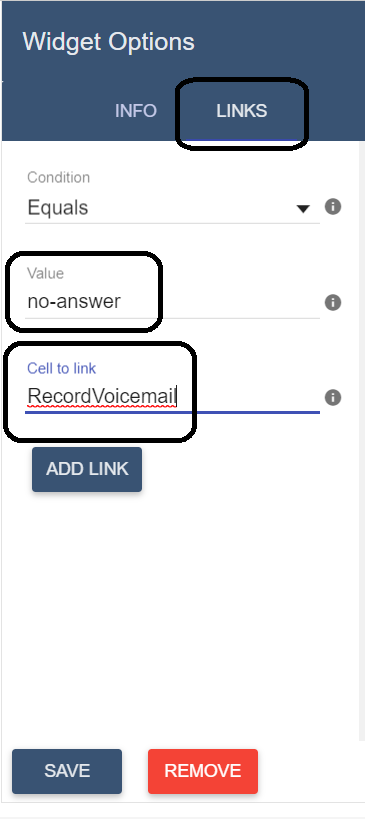 Widget Options
INFO LINKS
Condition
Equals
Value
no-answer
Cell to link
RecordVoicemail
ADD LINK
SAVE REMOVE